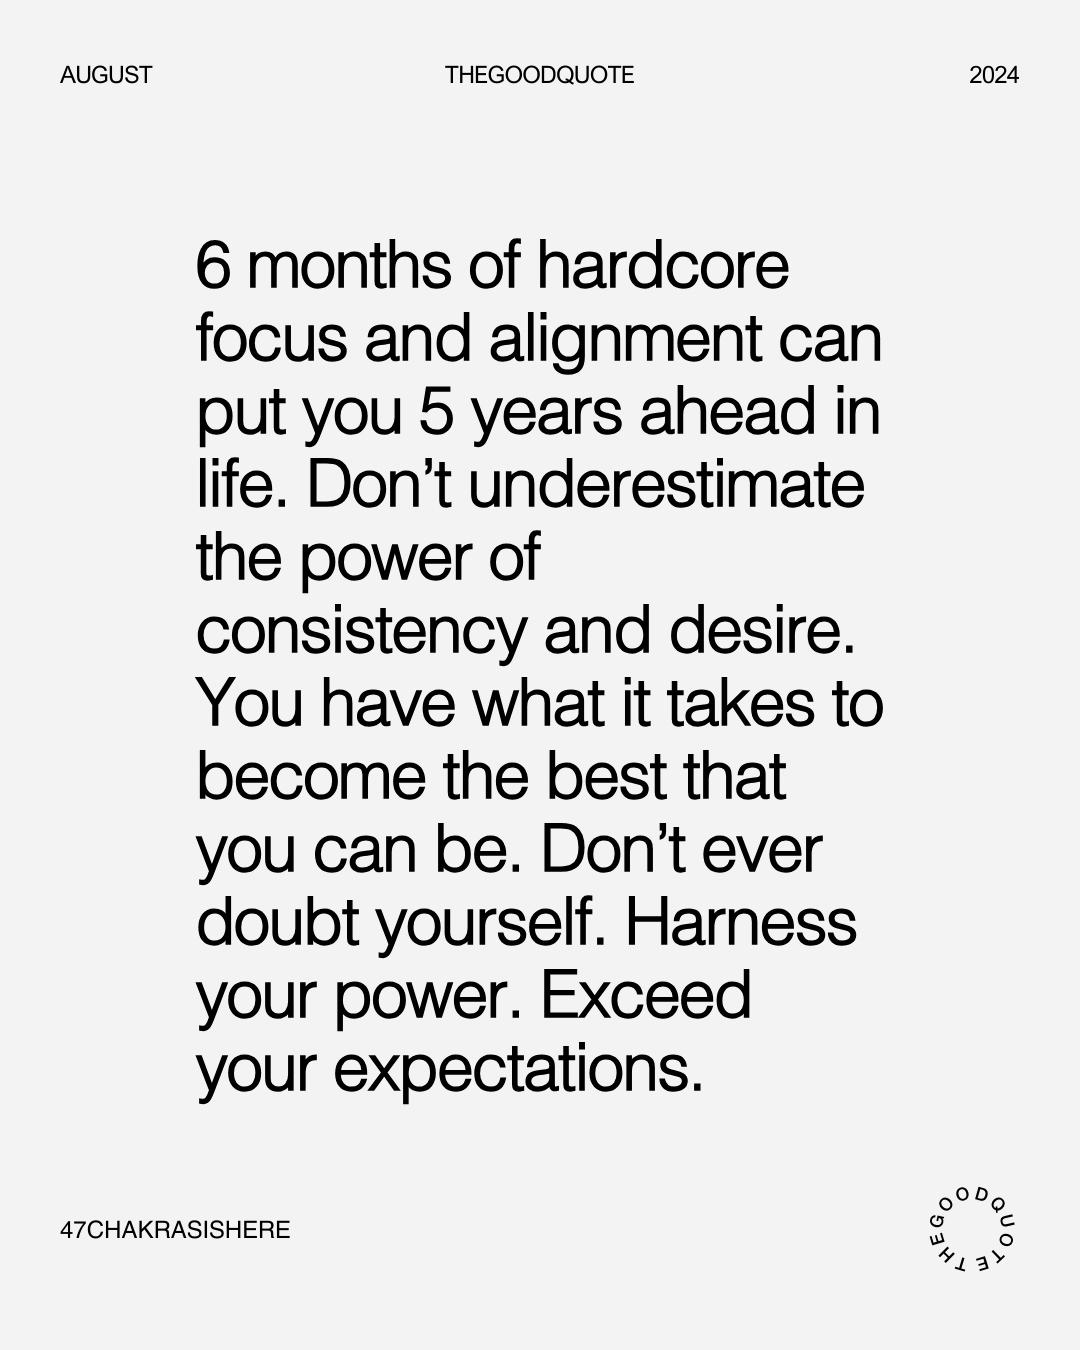 AUGUST THEGOODQUOTE 2024
6 months of hardcore
focus and alignment can
put you 5 years ahead in
life. Don’t underestimate
the power of
consistency and desire.
You have what it takes to
become the best that
you can be. Don’t ever
doubt yourself. Harness
your power. Exceed
your expectations.
47CHAKRASISHERE
THEGOODQUOTE